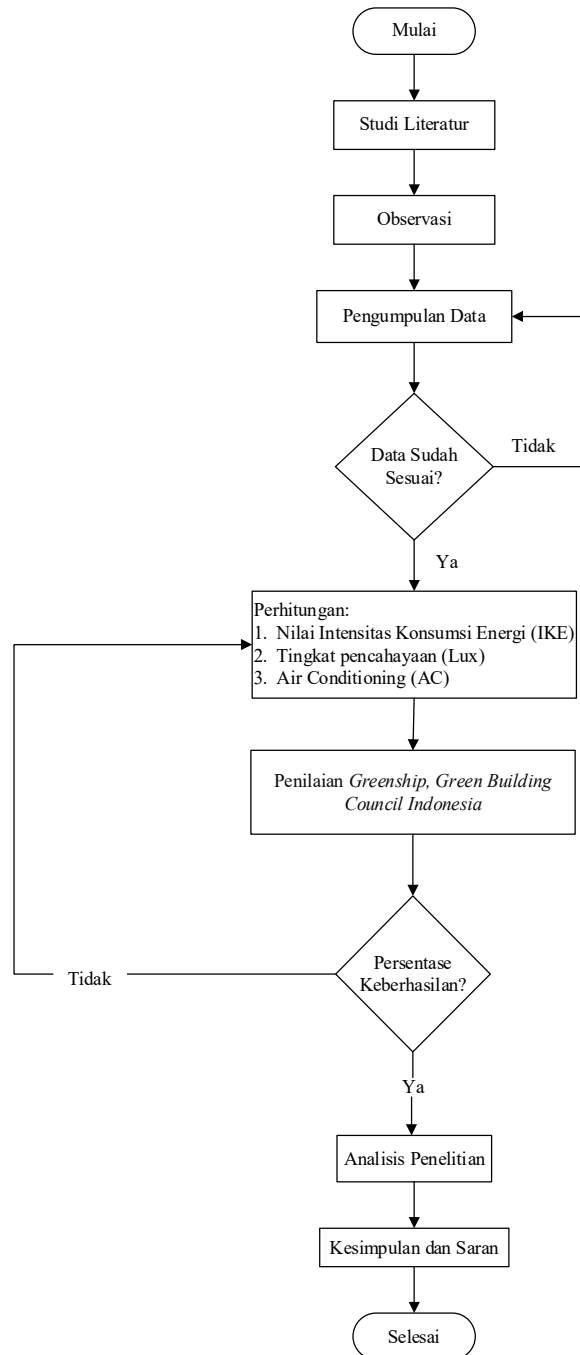 Mulai
Studi Literatur
Observasi
Pengumpulan Data
Data Sudah
Sesuai?
Tidak
Ya
Perhitungan:
1. Nilai Intensitas Konsumsi Energi (IKE)
2. Tingkat pencahayaan (Lux)
3. Air Conditioning (AC)
Penilaian Greenship, Green Building
Council Indonesia
Persentase
Keberhasilan?
Tidak
Ya
Analisis Penelitian
Kesimpulan dan Saran
Selesai